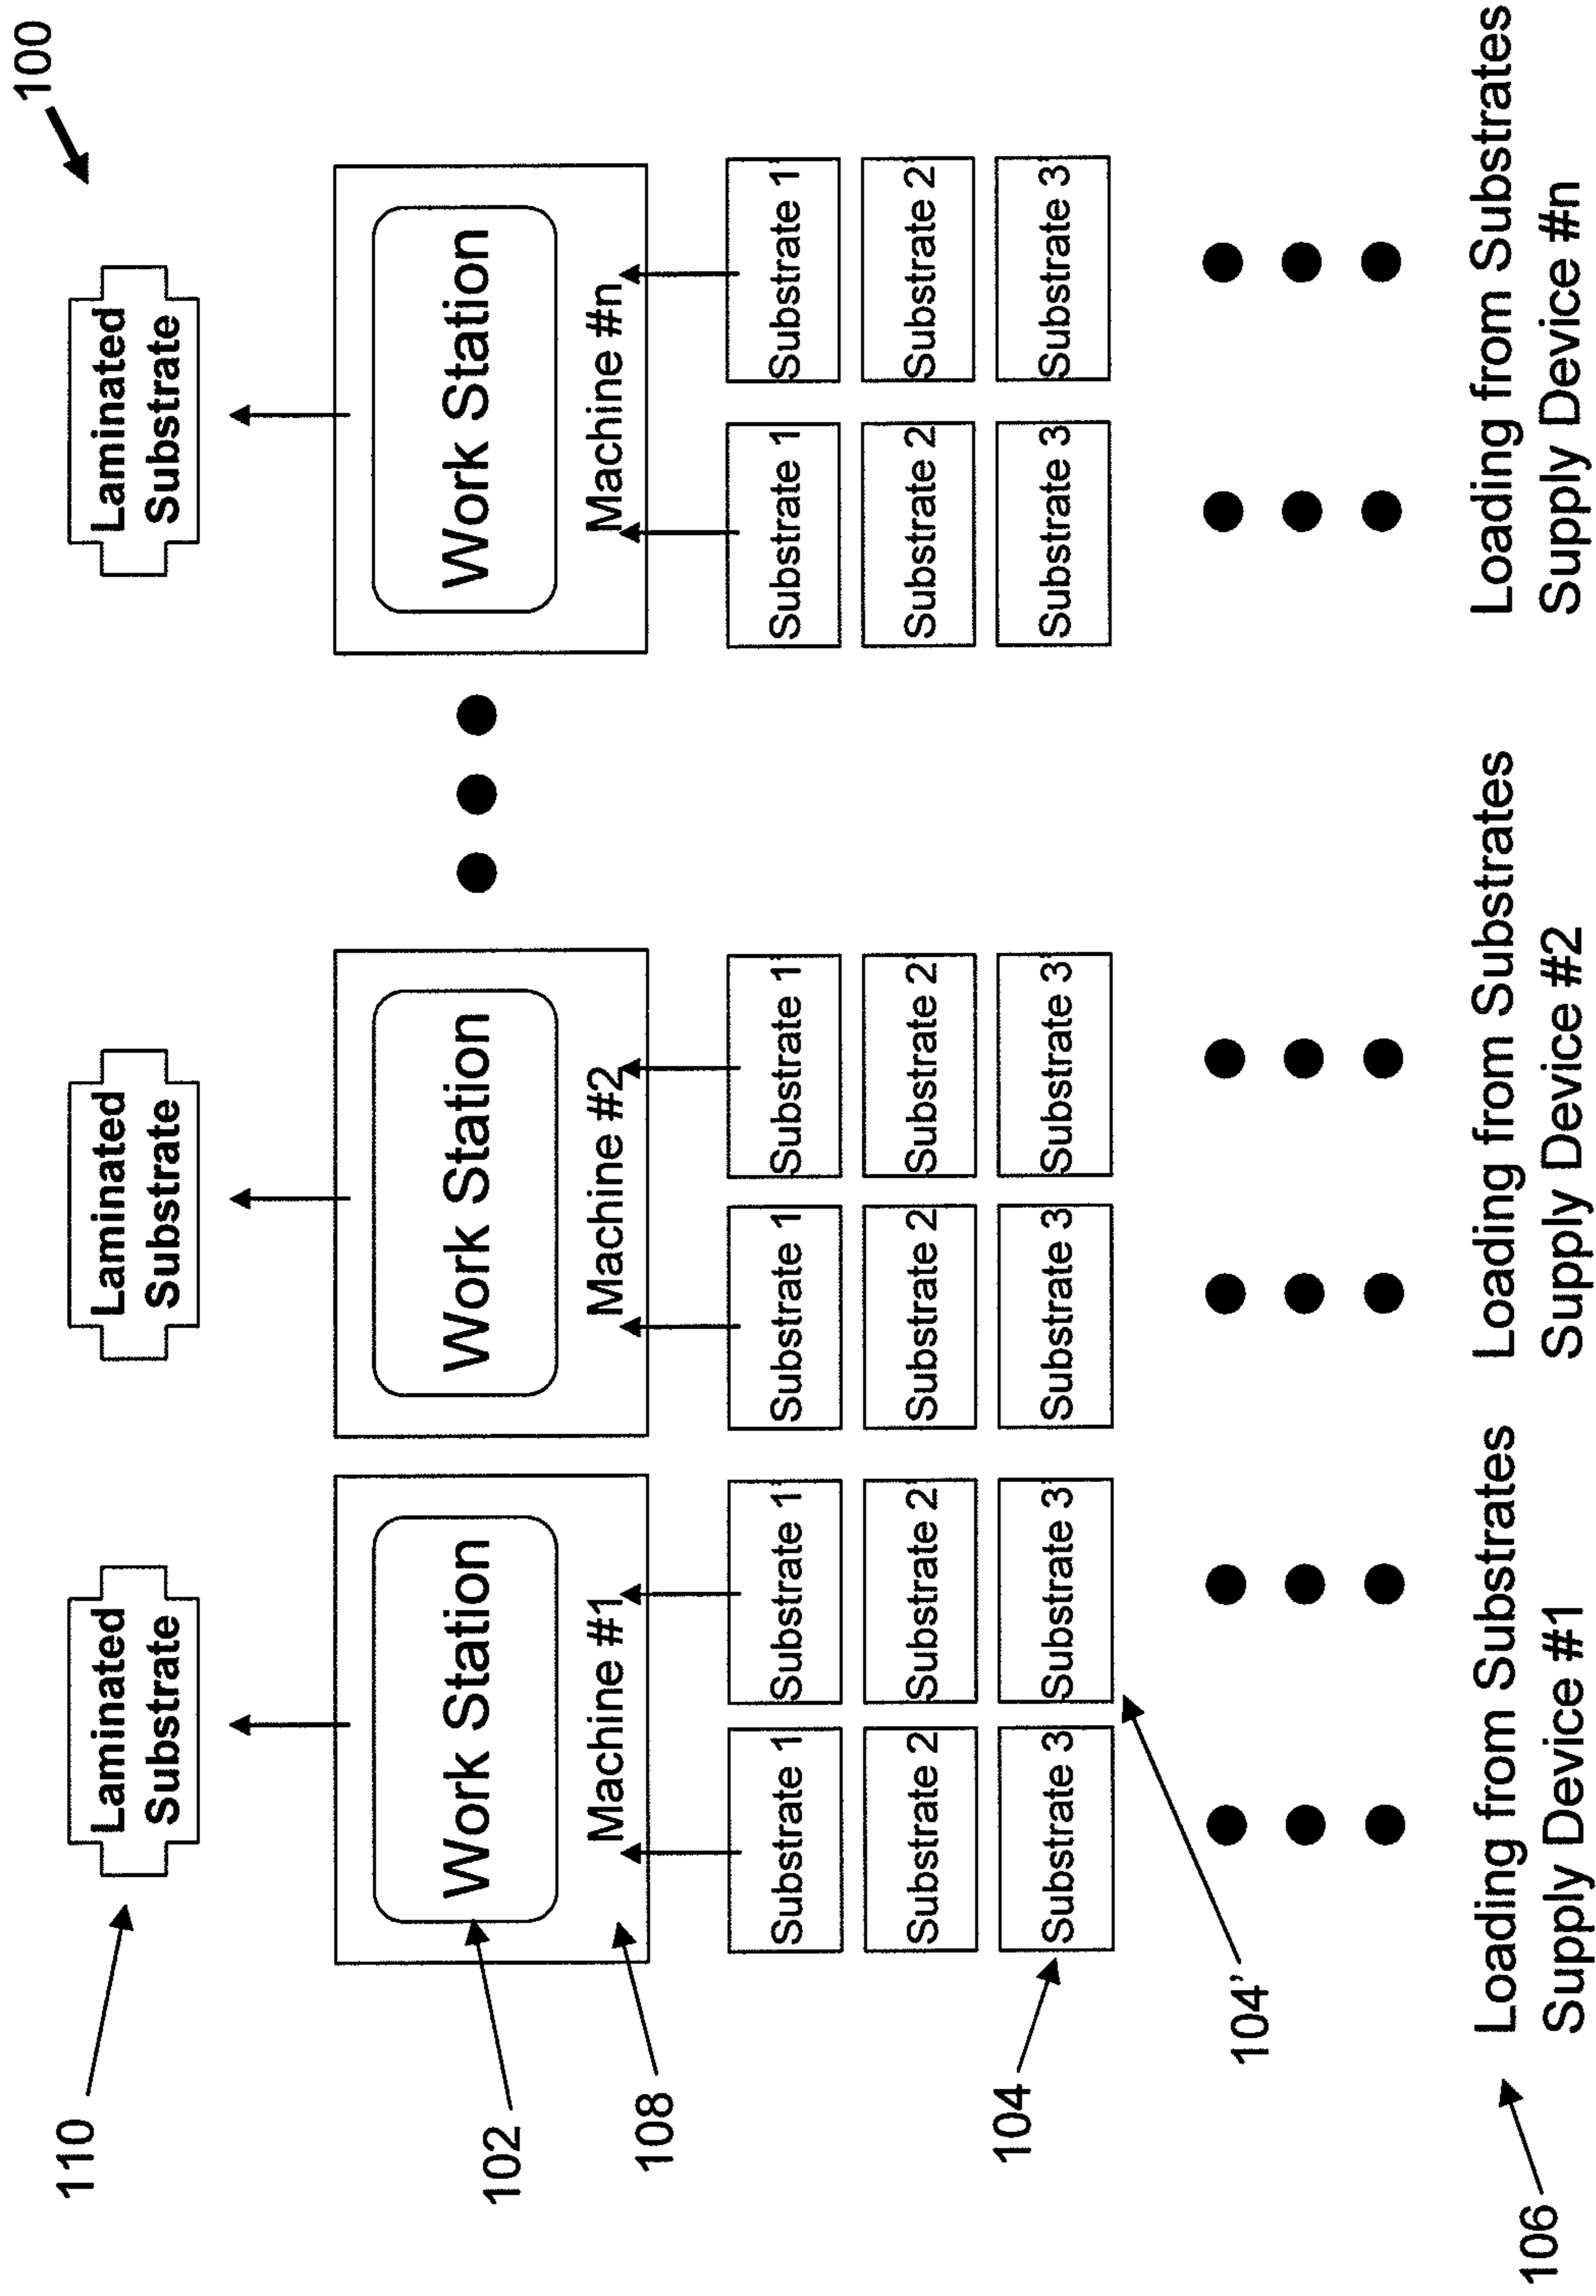 100
110
Laminated
Substrate
Laminated
Substrate
Laminated
Substrate
102
Work Station
Work Station
Work Station
108
Machine #1
Machine #2
Machine #n
Substrate 1
Substrate 1'
Substrate 1
Substrate 1'
Substrate 1
Substrate 1'
Substrate 2
Substrate 2'
Substrate 2
Substrate 2'
Substrate 2
Substrate 2'
104
Substrate 3
Substrate 3'
Substrate 3
Substrate 3'
Substrate 3
Substrate 3'
104'
106
Loading from Substrates
Supply Device #1
Loading from Substrates
Supply Device #2
Loading from Substrates
Supply Device #n